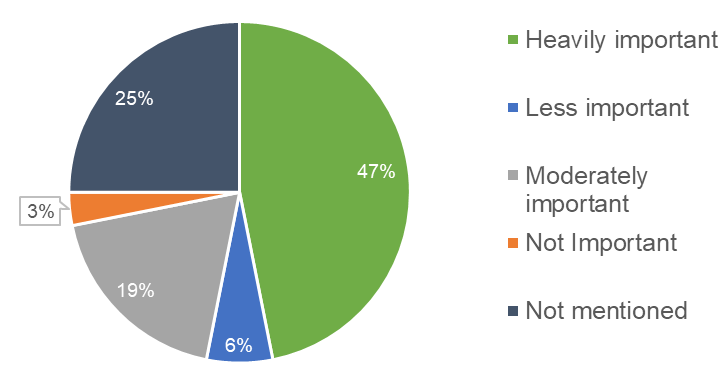 47%
6%
19%
3%
25%
Heavily important
Less important
Moderately
important
Not Important
Not mentioned